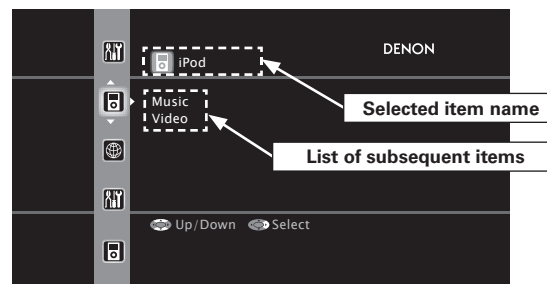 iPod
DENON
Music
Video
Selected item name
List of subsequent items
Up/Down Select